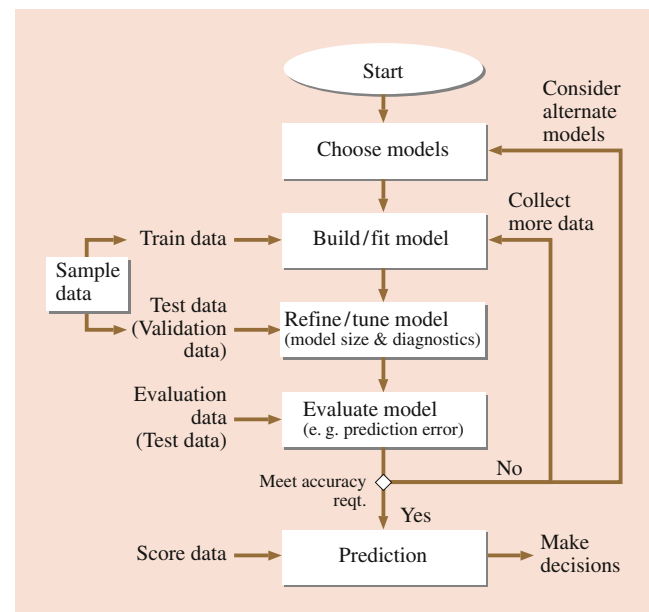 Start
Consider
alternate
models
Choose models
Collect
more data
Train data
Build/fit model
Sample
data
Test data
(Validation
data)
Refine/tune model
(model size & diagnostics)
Evaluation
data
(Test data)
Evaluate model
(e. g. prediction error)
Meet accuracy
reqt.
No
Yes
Score data
Prediction
Make
decisions